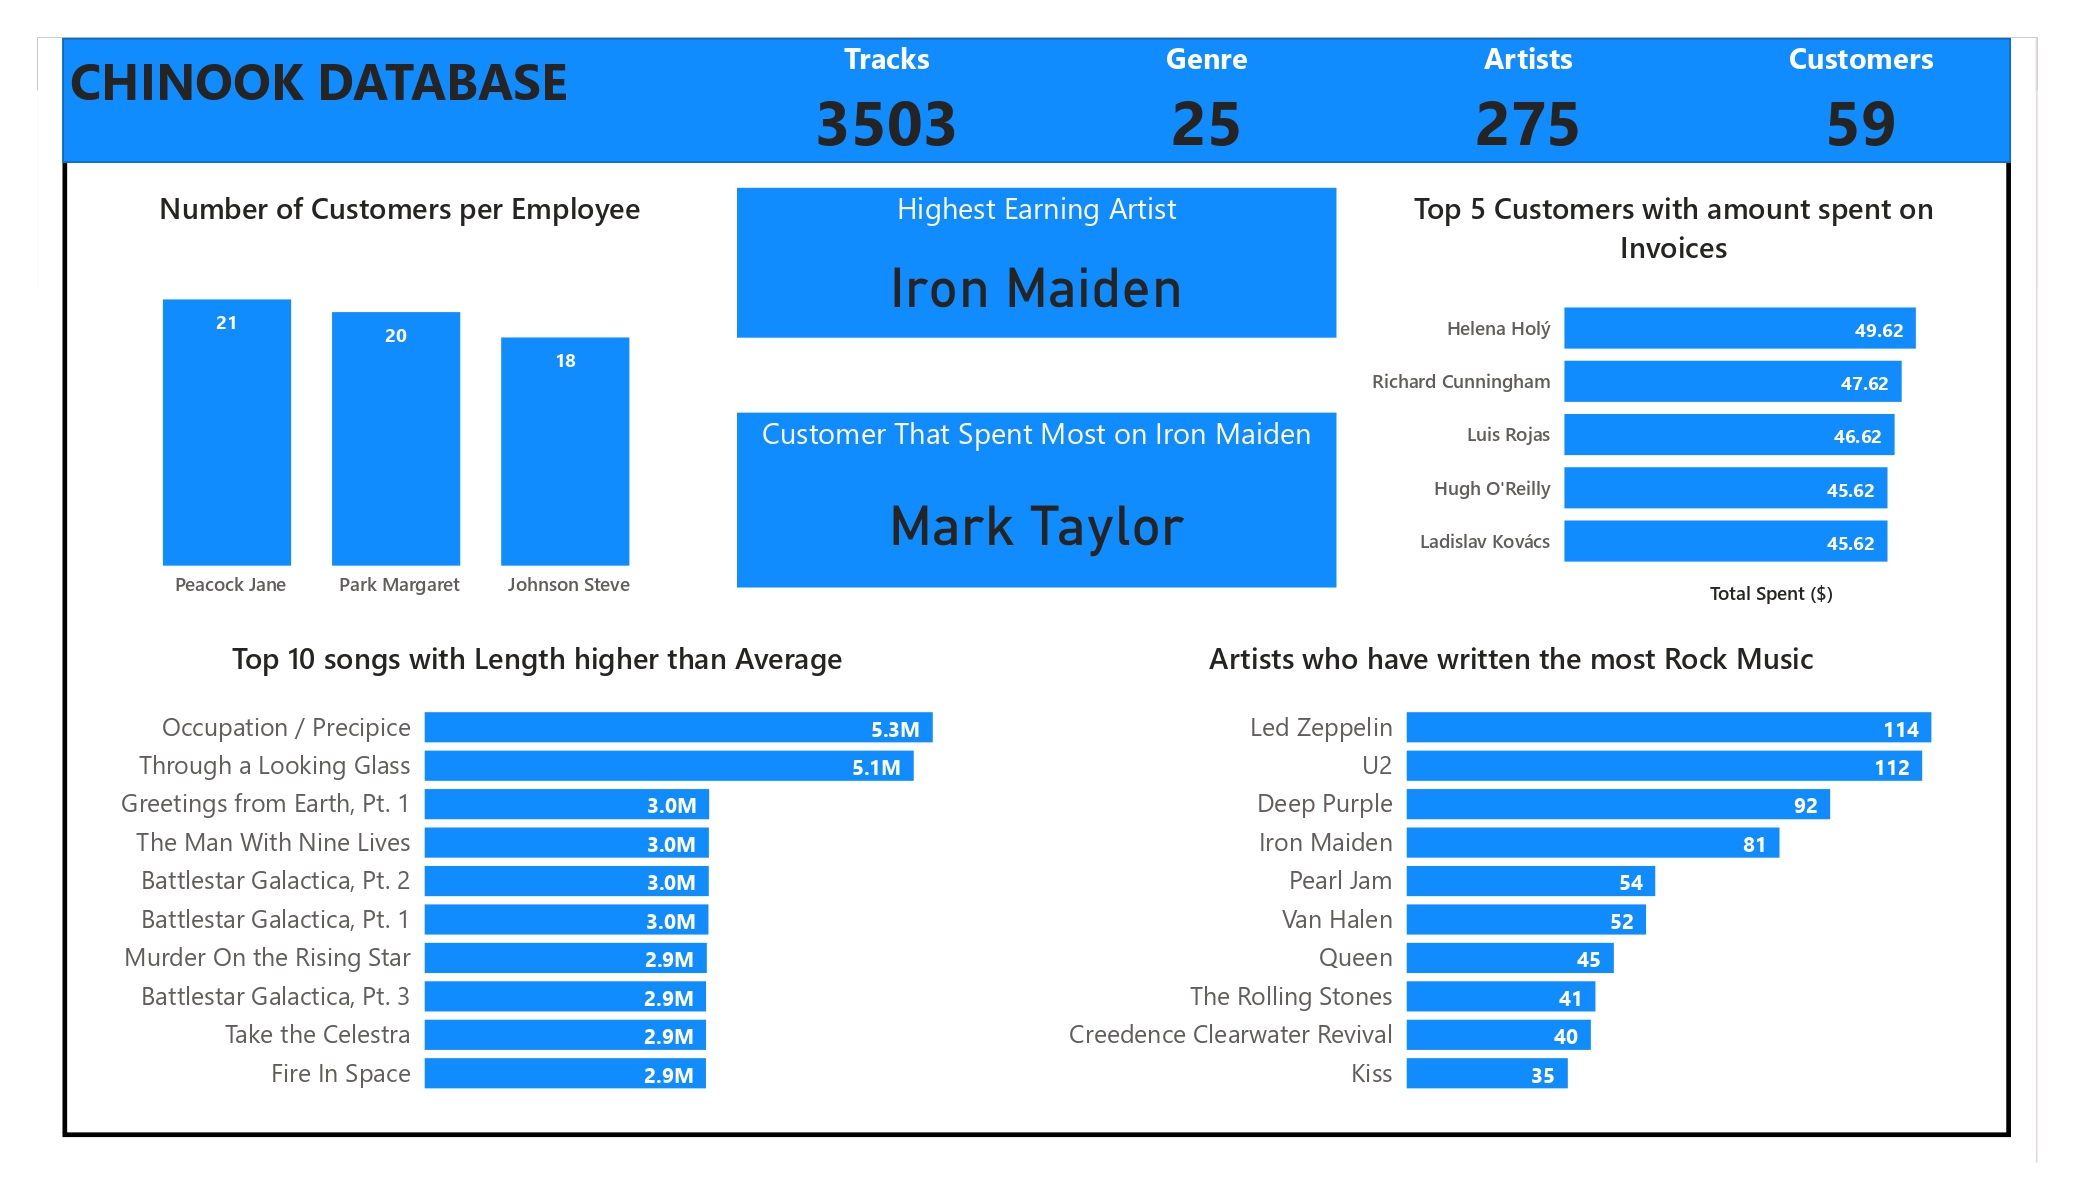 CHINOOK DATABASE
Tracks
3503
Genre
25
Artists
275
Customers
59
Number of Customers per Employee
21
20
18
Peacock Jane
Park Margaret
Johnson Steve
Highest Earning Artist
Iron Maiden
Customer That Spent Most on Iron Maiden
Mark Taylor
Top 5 Customers with amount spent on
Invoices
Helena Holý 49.62
Richard Cunningham 47.62
Luis Rojas 46.62
Hugh O'Reilly 45.62
Ladislav Kovács 45.62
Total Spent ($)
Top 10 songs with Length higher than Average
Occupation / Precipice 5.3M
Through a Looking Glass 5.1M
Greetings from Earth, Pt. 1 3.0M
The Man With Nine Lives 3.0M
Battlestar Galactica, Pt. 2 3.0M
Battlestar Galactica, Pt. 1 3.0M
Murder On the Rising Star 2.9M
Battlestar Galactica, Pt. 3 2.9M
Take the Celestra 2.9M
Fire In Space 2.9M
Artists who have written the most Rock Music
Led Zeppelin 114
U2 112
Deep Purple 92
Iron Maiden 81
Pearl Jam 54
Van Halen 52
Queen 45
The Rolling Stones 41
Creedence Clearwater Revival 40
Kiss 35